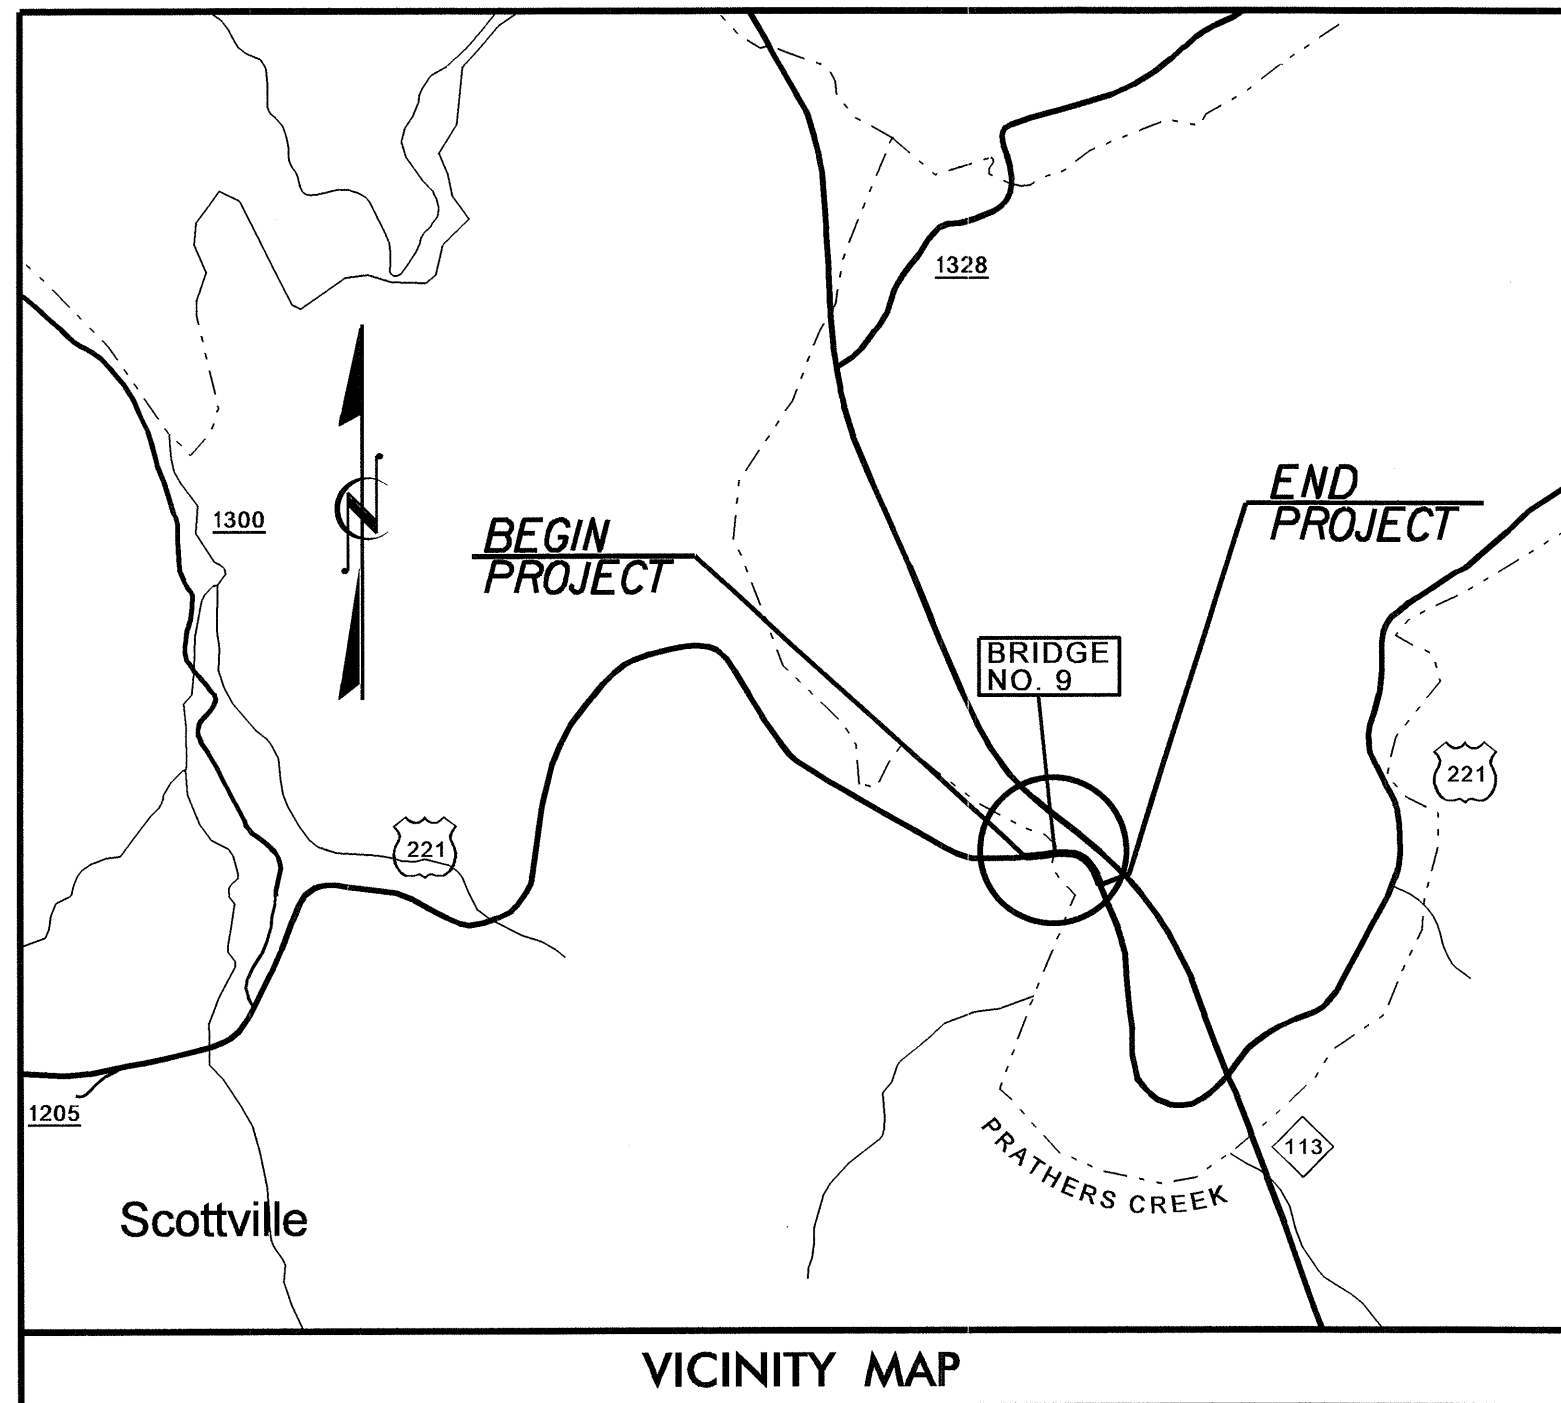 1328
END
PROJECT
1300
BEGIN
PROJECT
N
BRIDGE
NO. 9
221
221
1205
113
PRATHERS CREEK
Scottville
VICINITY MAP